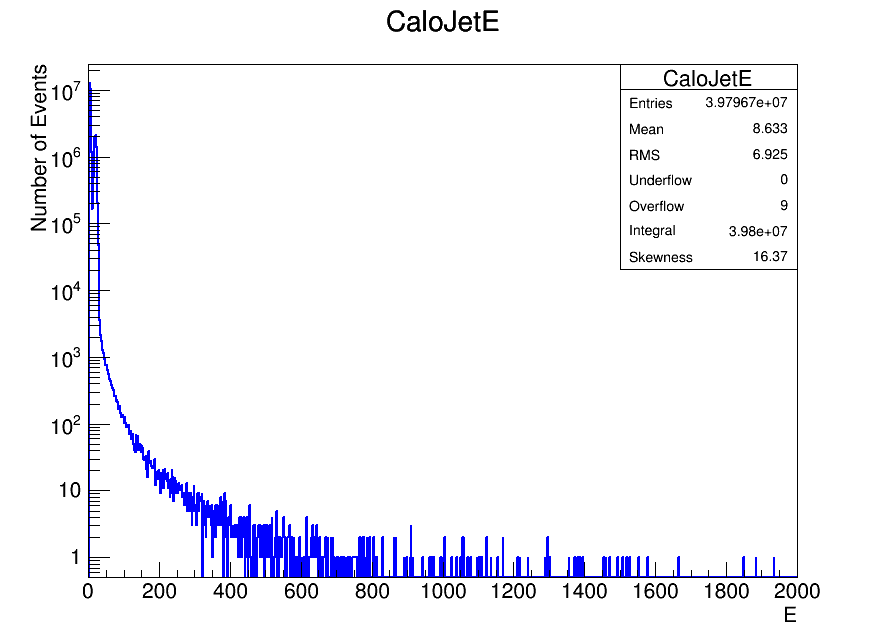 CaloJetE
CaloJetE
Entries 3.97967e+07
Mean 8.633
RMS 6.925
Underflow 0
Overflow 9
Integral 3.98e+07
Skewness 16.37
Number of Events
10^7
10^6
10^5
10^4
10^3
10^2
10
1
0 200 400 600 800 1000 1200 1400 1600 1800 2000
E